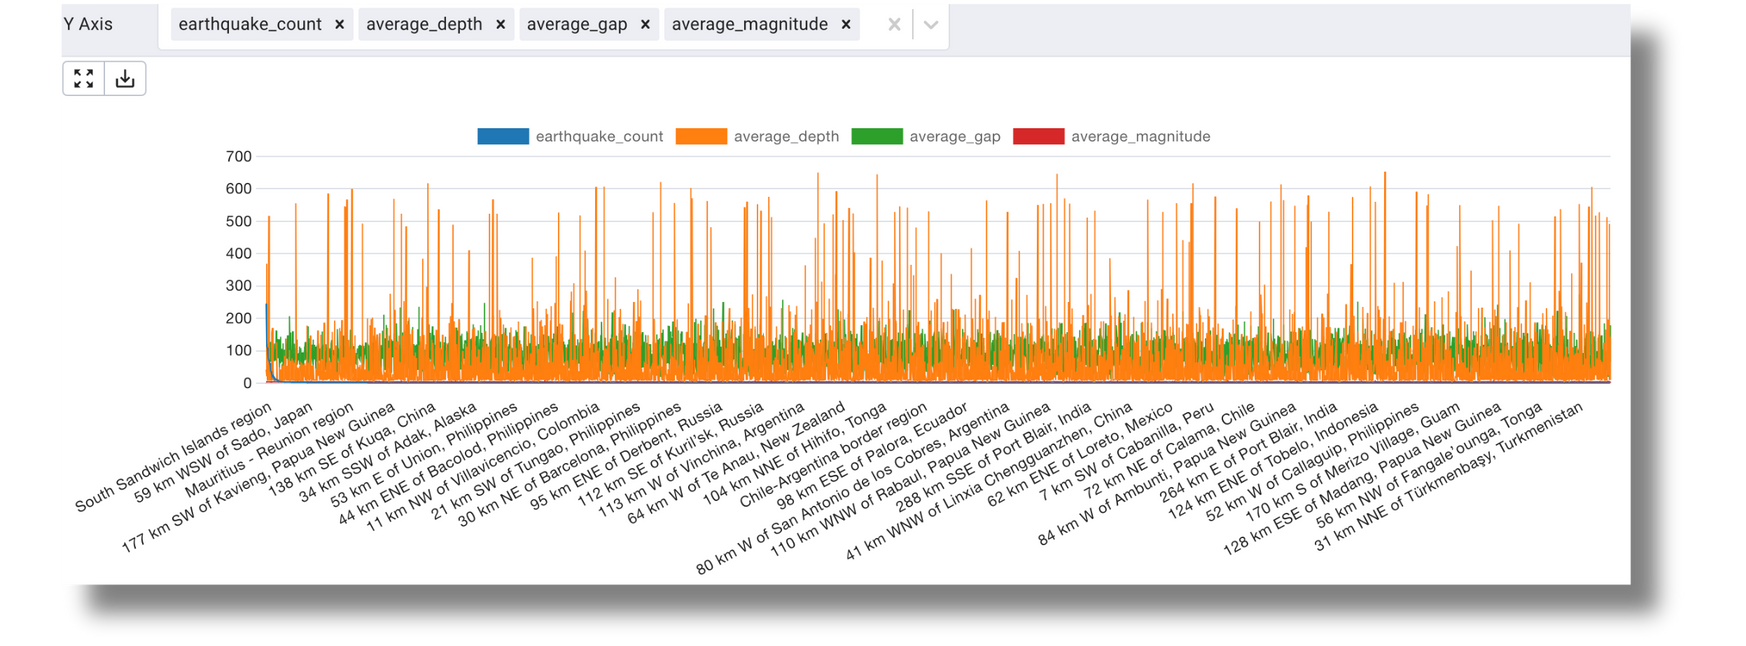 Y Axis
earthquake_count ×
average_depth ×
average_gap ×
average_magnitude ×
earthquake_count
average_depth
average_gap
average_magnitude
700
600
500
400
300
200
100
0
South Sandwich Islands region
59 km WSW of Sado, Japan
Mauritius - Reunion region
177 km SW of Kavieng, Papua New Guinea
138 km SE of Kuqa, China
34 km SSW of Adak, Alaska
53 km E of Union, Philippines
44 km ENE of Bacolod, Philippines
11 km NW of Villavicencio, Colombia
21 km SW of Tungao, Philippines
30 km NE of Barcelona, Philippines
95 km ENE of Derbent, Russia
112 km SE of Kuril'sk, Russia
113 km W of Vinchina, Argentina
64 km W of Te Anau, New Zealand
104 km NNE of Hihifo, Tonga
Chile-Argentina border region
98 km ESE of Palora, Ecuador
80 km W of San Antonio de los Cobres, Argentina
110 km WNW of Rabaul, Papua New Guinea
288 km SSE of Port Blair, India
41 km WNW of Linxia Chengguanzhen, China
62 km ENE of Loreto, Mexico
7 km SW of Cabanilla, Peru
72 km NE of Calama, Chile
84 km W of Ambunti, Papua New Guinea
264 km E of Port Blair, India
124 km ENE of Tobelo, Indonesia
52 km W of Callaguip, Philippines
170 km S of Merizo Village, Guam
128 km ESE of Madang, Papua New Guinea
56 km NW of Fangale'ounga, Tonga
31 km NNE of Türkmenbaşy, Turkmenistan